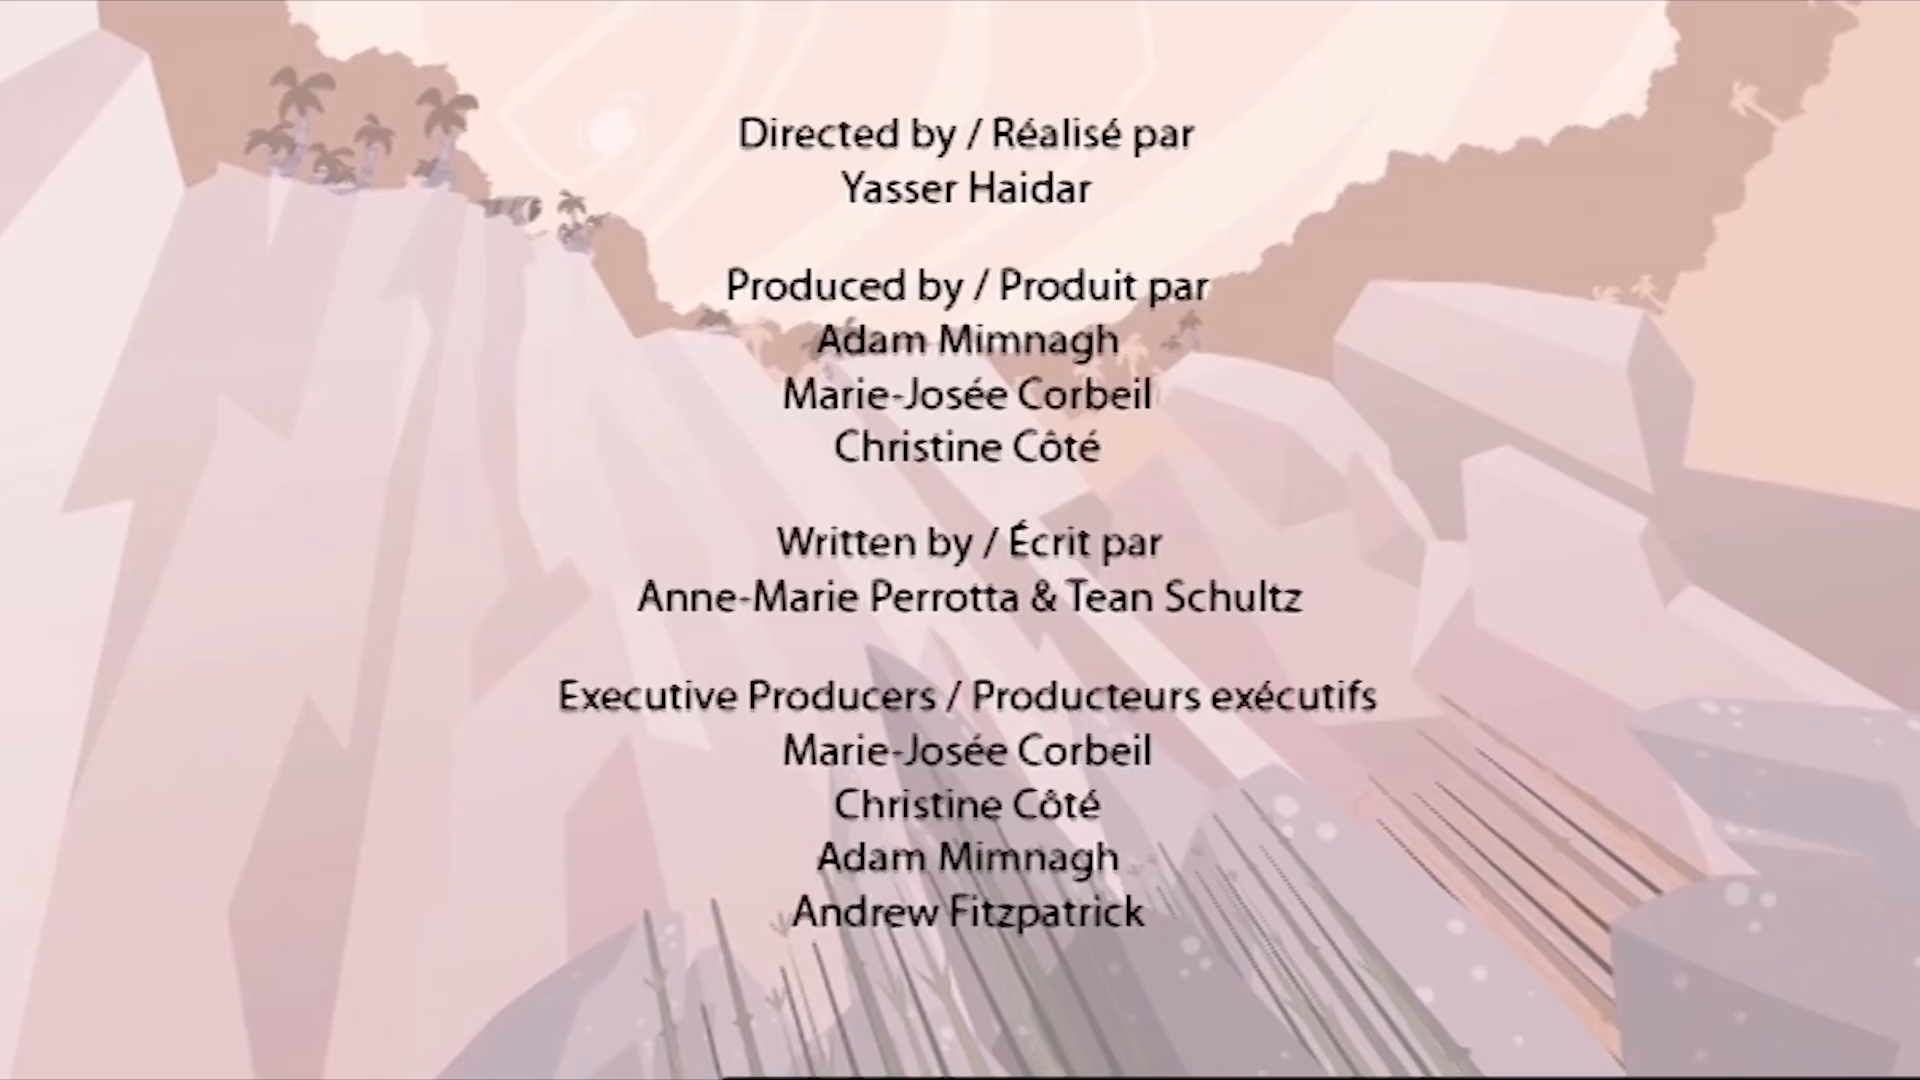 Directed by / Réalisé par
Yasser Haidar
Produced by / Produit par
Adam Mimnagh
Marie-Josée Corbeil
Christine Côté
Written by / Écrit par
Anne-Marie Perrotta & Tean Schultz
Executive Producers / Producteurs exécutifs
Marie-Josée Corbeil
Christine Côté
Adam Mimnagh
Andrew Fitzpatrick